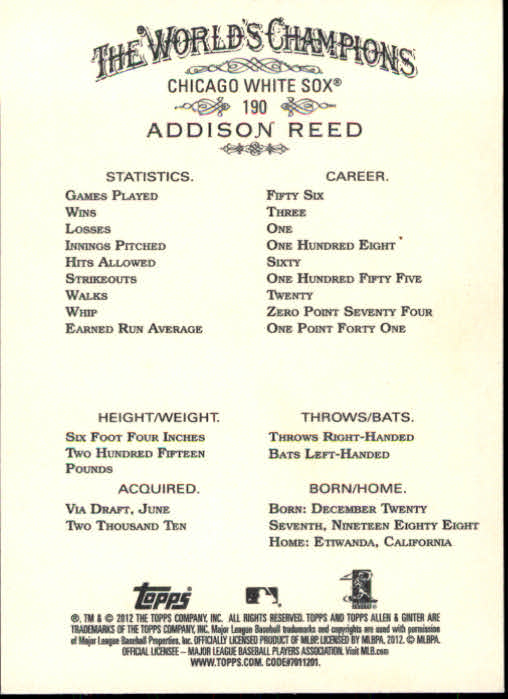 THE WORLD'S CHAMPIONS
CHICAGO WHITE SOX®
190
ADDISON REED
STATISTICS. CAREER.
GAMES PLAYED FIFTY SIX
WINS THREE
LOSSES ONE
INNINGS PITCHED ONE HUNDRED EIGHT
HITS ALLOWED SIXTY
STRIKEOUTS ONE HUNDRED FIFTY FIVE
WALKS TWENTY
WHIP ZERO POINT SEVENTY FOUR
EARNED RUN AVERAGE ONE POINT FORTY ONE
HEIGHT/WEIGHT. THROWS/BATS.
SIX FOOT FOUR INCHES THROWS RIGHT-HANDED
TWO HUNDRED FIFTEEN BATS LEFT-HANDED
POUNDS
ACQUIRED. BORN/HOME.
VIA DRAFT, JUNE BORN: DECEMBER TWENTY
TWO THOUSAND TEN SEVENTH, NINETEEN EIGHTY EIGHT
HOME: ETIWANDA, CALIFORNIA
Topps
®, TM & © 2012 THE TOPPS COMPANY, INC. ALL RIGHTS RESERVED. TOPPS AND TOPPS ALLEN & GINTER ARE
TRADEMARKS OF THE TOPPS COMPANY, INC. Major League Baseball trademarks and copyrights are used with permission
of Major League Baseball Properties, Inc. OFFICIALLY LICENSED PRODUCT OF MLBP. LICENSED BY MLBPA, 2012. © MLBPA.
OFFICIAL LICENSEE – MAJOR LEAGUE BASEBALL PLAYERS ASSOCIATION. Visit MLB.com
WWW.TOPPS.COM. CODE#7011201.